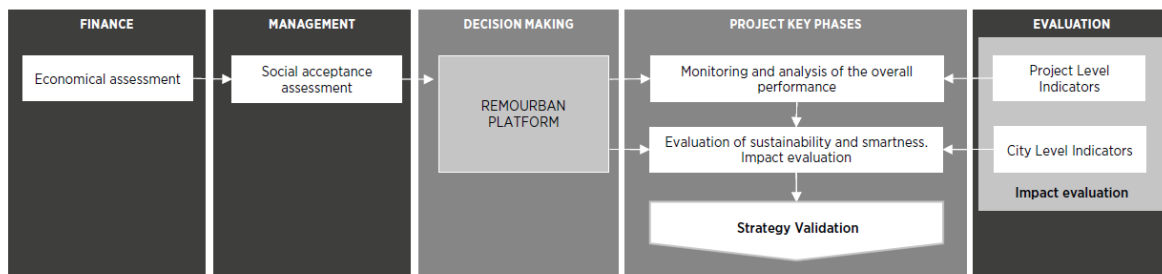 FINANCE
Economical assessment
MANAGEMENT
Social acceptance
assessment
DECISION MAKING
REMOURBAN
PLATFORM
PROJECT KEY PHASES
Monitoring and analysis of the overall
performance
Evaluation of sustainability and smartness.
Impact evaluation
Strategy Validation
EVALUATION
Project Level
Indicators
City Level Indicators
Impact evaluation